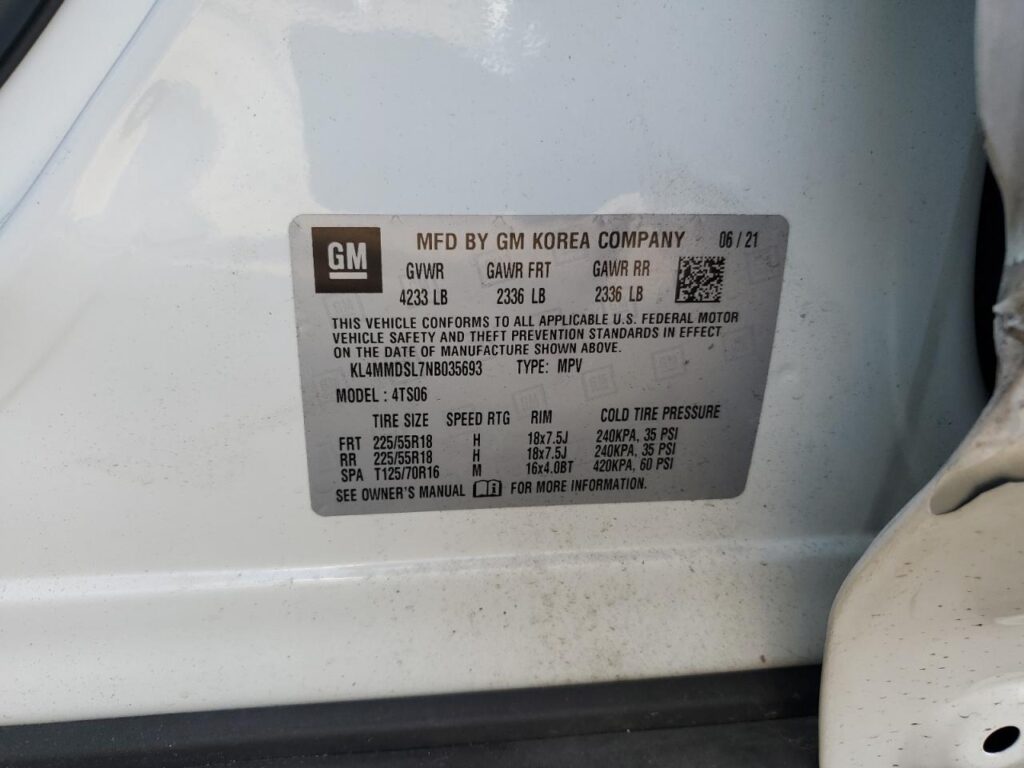 GM MFD BY GM KOREA COMPANY 06 / 21
GVWR GAWR FRT GAWR RR
4233 LB 2336 LB 2336 LB
THIS VEHICLE CONFORMS TO ALL APPLICABLE U.S. FEDERAL MOTOR
VEHICLE SAFETY AND THEFT PREVENTION STANDARDS IN EFFECT
ON THE DATE OF MANUFACTURE SHOWN ABOVE.
KL4MMDSL7NB035693 TYPE: MPV
MODEL : 4TS06
TIRE SIZE SPEED RTG RIM COLD TIRE PRESSURE
FRT 225/55R18 H 18x7.5J 240KPA, 35 PSI
RR 225/55R18 H 18x7.5J 240KPA, 35 PSI
SPA T125/70R16 M 16x4.0BT 420KPA, 60 PSI
SEE OWNER'S MANUAL FOR MORE INFORMATION.